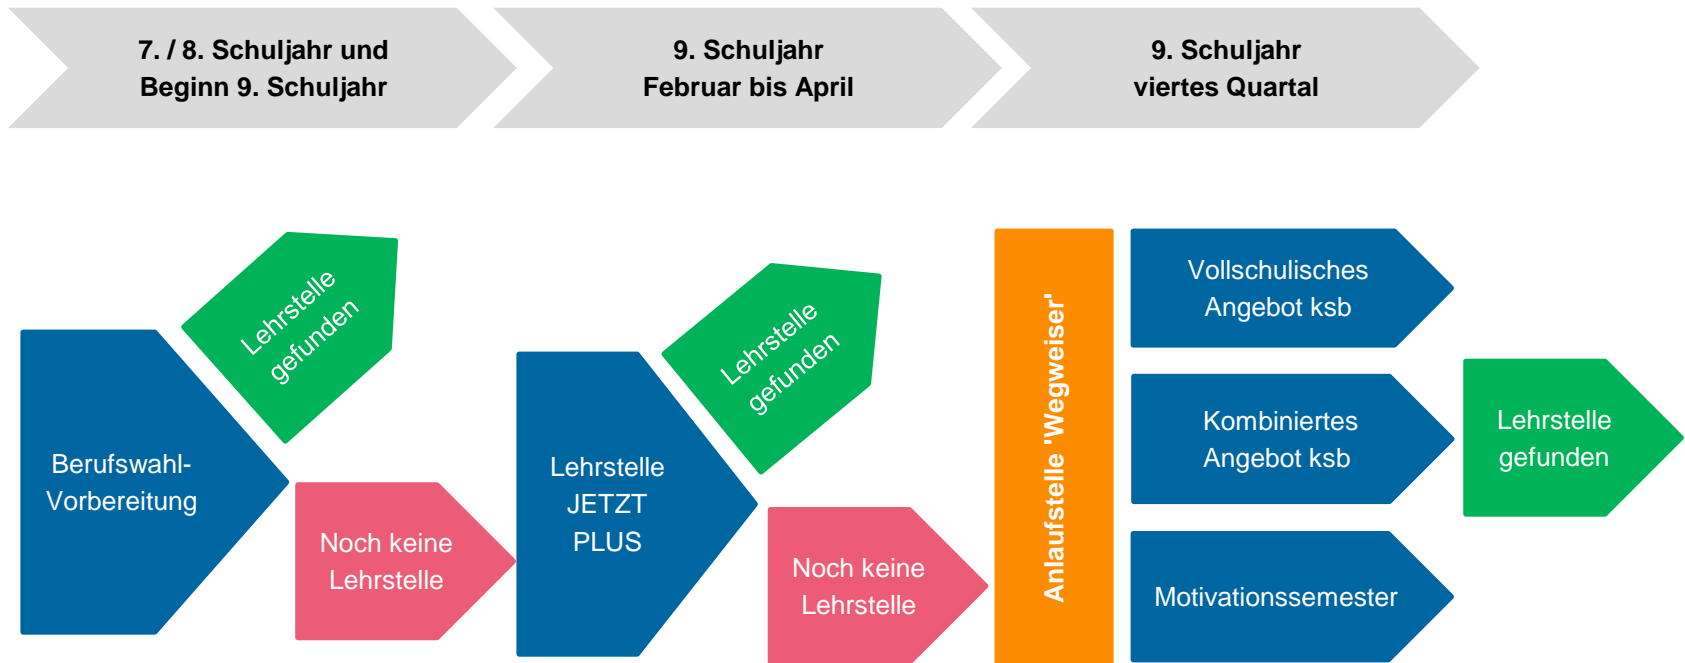 7. / 8. Schuljahr und
Beginn 9. Schuljahr
9. Schuljahr
Februar bis April
9. Schuljahr
viertes Quartal
Berufswahl-
Vorbereitung
Lehrstelle
gefunden
Noch keine
Lehrstelle
Lehrstelle
JETZT
PLUS
Lehrstelle
gefunden
Noch keine
Lehrstelle
Anlaufstelle 'Wegweiser'
Vollschulisches
Angebot ksb
Kombiniertes
Angebot ksb
Motivationssemester
Lehrstelle
gefunden